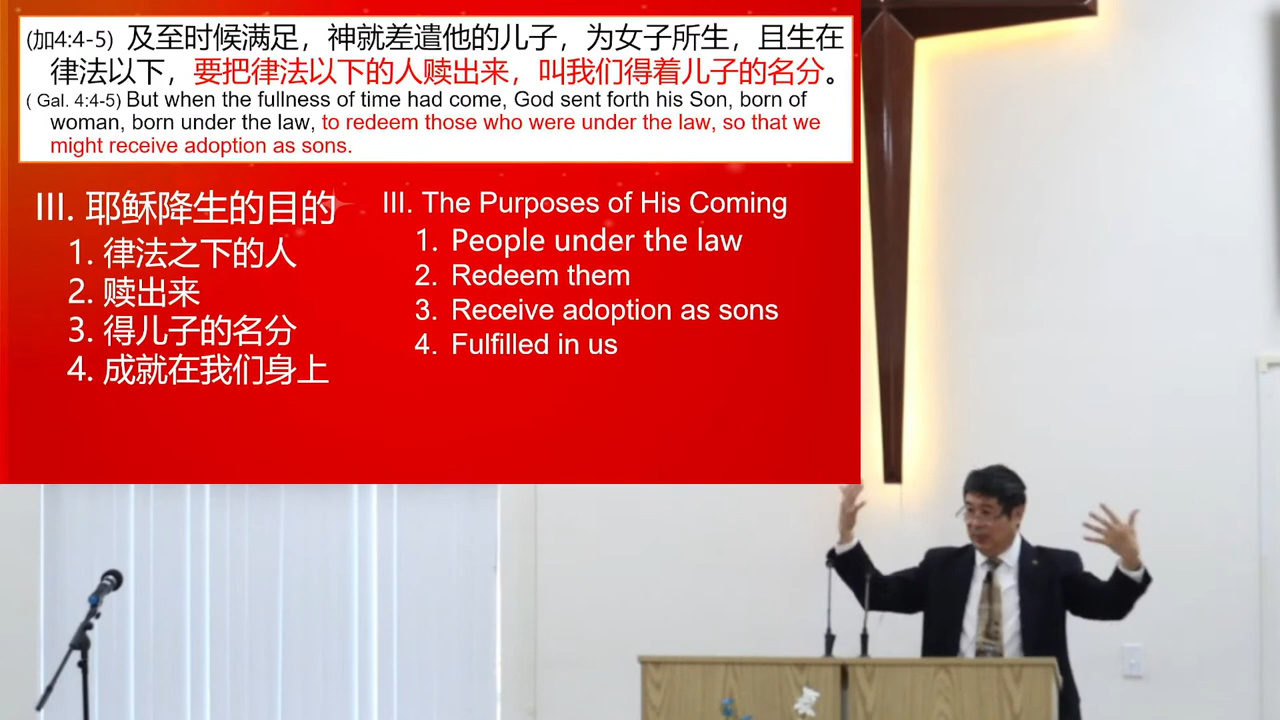 (加4:4-5) 及至时候满足，神就差遣他的儿子，为女子所生，且生在
律法以下，要把律法以下的人赎出来，叫我们得着儿子的名分。
( Gal. 4:4-5) But when the fullness of time had come, God sent forth his Son, born of
woman, born under the law, to redeem those who were under the law, so that we
might receive adoption as sons.
III. 耶稣降生的目的
1. 律法之下的人
2. 赎出来
3. 得儿子的名分
4. 成就在我们身上
III. The Purposes of His Coming
1. People under the law
2. Redeem them
3. Receive adoption as sons
4. Fulfilled in us